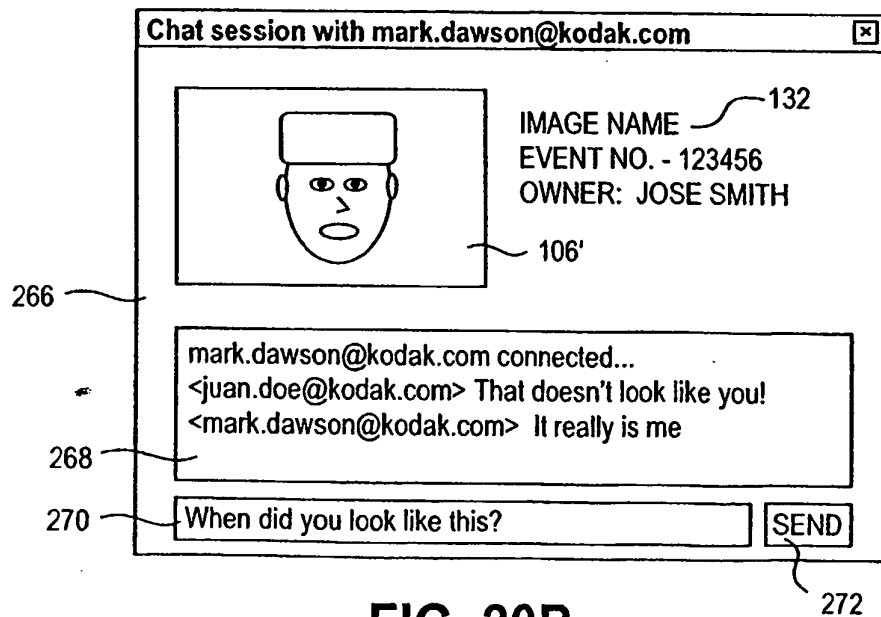 Chat session with mark.dawson@kodak.com
132
IMAGE NAME
EVENT NO. - 123456
OWNER: JOSE SMITH
106'
266
mark.dawson@kodak.com connected...
<juan.doe@kodak.com> That doesn't look like you!
<mark.dawson@kodak.com> It really is me
268
270
When did you look like this?
SEND
272